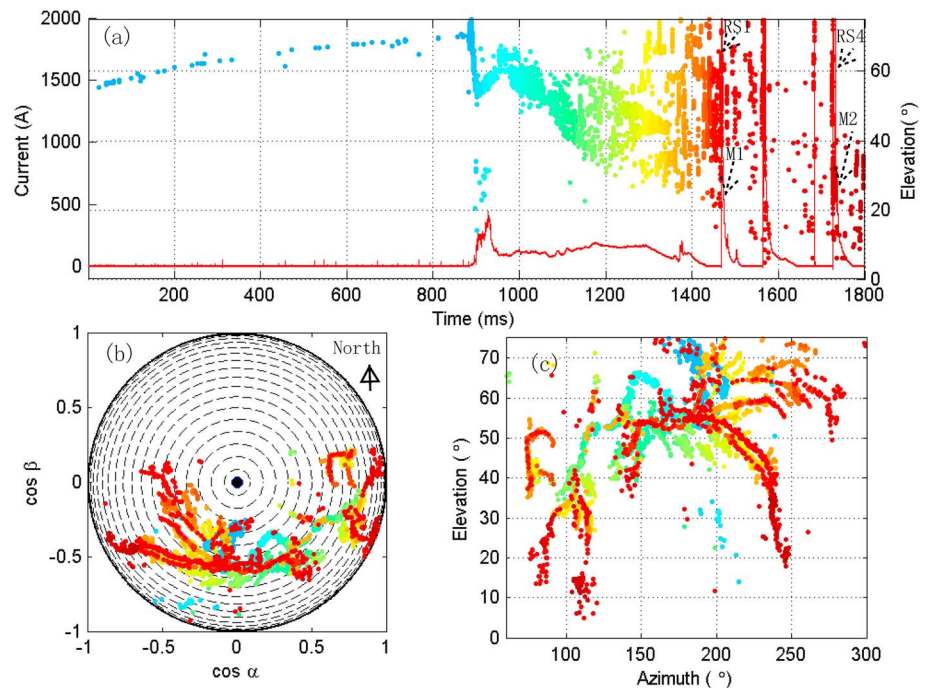 2000
(a)
RS1
RS4
1500
60
1000
40
M1
M2
500
20
0
0
Current (A)
Elevation( °)
200 400 600 800 1000 1200 1400 1600 1800
Time (ms)
1
(b)
North
0.5
0
-0.5
-1
cos β
-1 -0.5 0 0.5 1
cos α
(c)
70
60
50
40
30
20
10
0
Elevation (°)
100 150 200 250 300
Azimuth ( °)